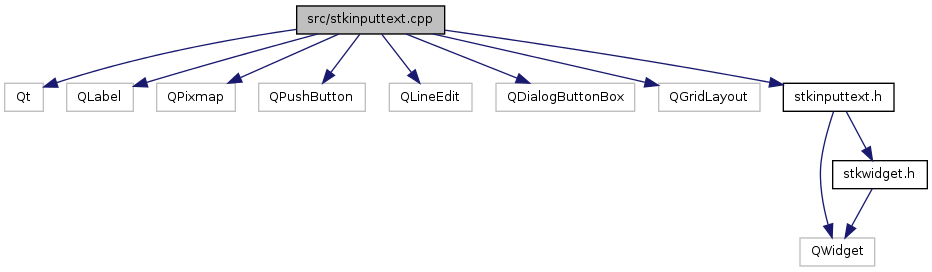 src/stkinputtext.cpp
Qt
QLabel
QPixmap
QPushButton
QLineEdit
QDialogButtonBox
QGridLayout
stkinputtext.h
stkwidget.h
QWidget